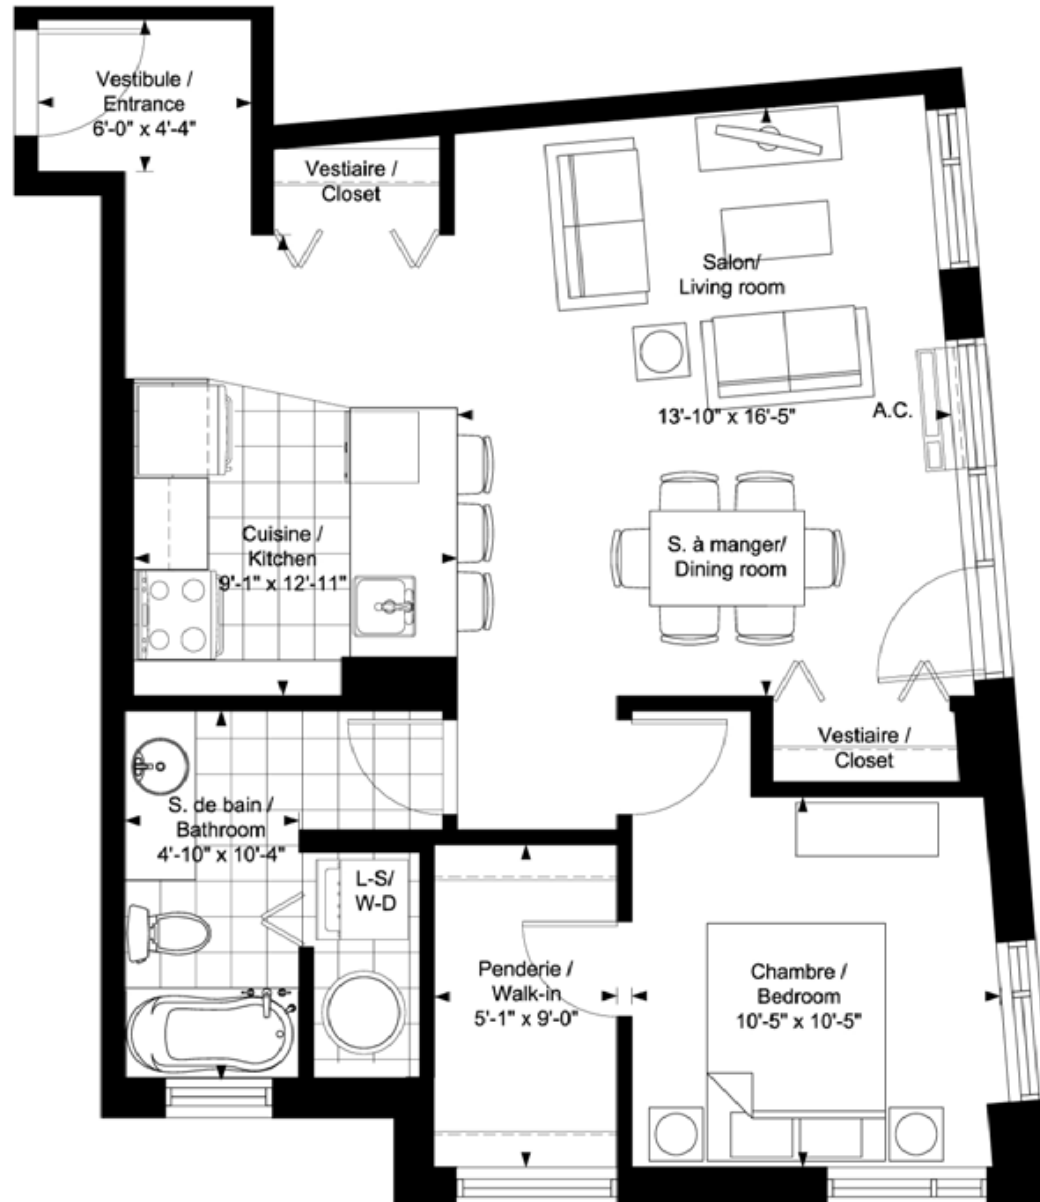 Vestibule /
Entrance
6'-0" x 4'-4"
Vestiaire /
Closet
Salon/
Living room
13'-10" x 16'-5"
A.C.
Cuisine /
Kitchen
9'-1" x 12'-11"
S. à manger/
Dining room
Vestiaire /
Closet
S. de bain /
Bathroom
4'-10" x 10'-4"
L-S/
W-D
Penderie /
Walk-in
5'-1" x 9'-0"
Chambre /
Bedroom
10'-5" x 10'-5"